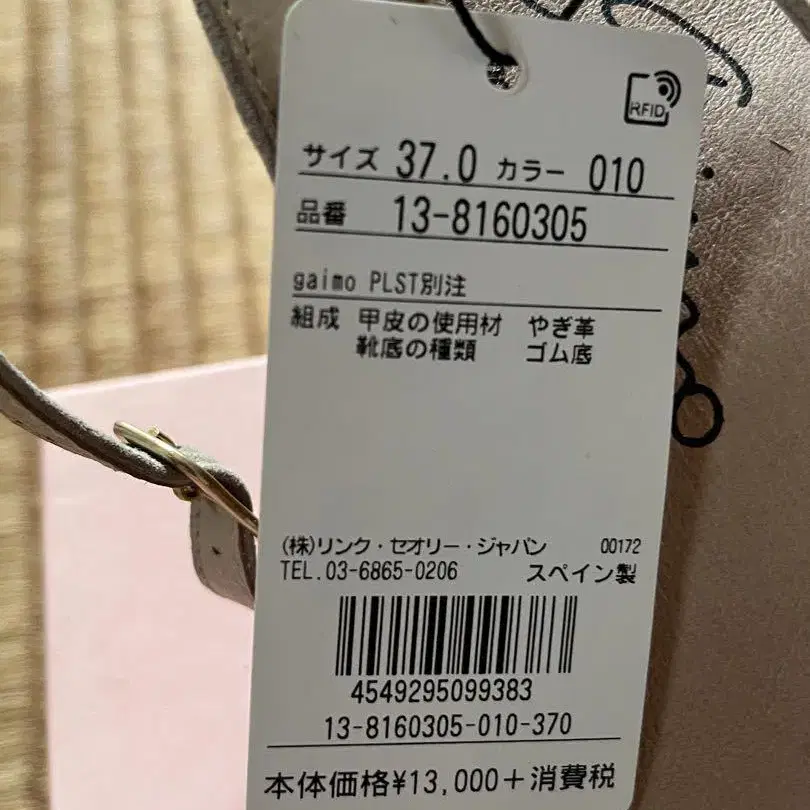 RFID
サイズ 37.0 カラー 010
品番 13-8160305
gaimo PLST別注
組成 甲皮の使用材 やぎ革
靴底の種類 ゴム底
(株)リンク・セオリー・ジャパン 00172
TEL.03-6865-0206 スペイン製
4549295099383
13-8160305-010-370
本体価格¥13,000+消費税